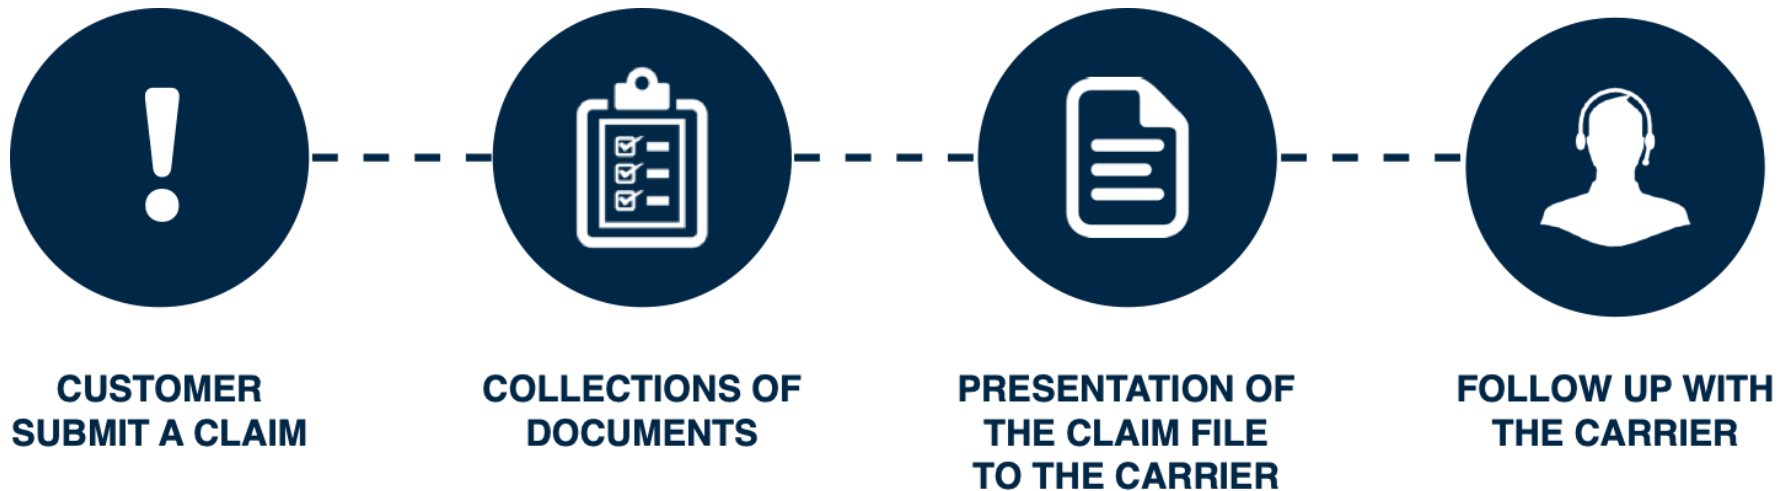 CUSTOMER
SUBMIT A CLAIM
COLLECTIONS OF
DOCUMENTS
PRESENTATION OF
THE CLAIM FILE
TO THE CARRIER
FOLLOW UP WITH
THE CARRIER